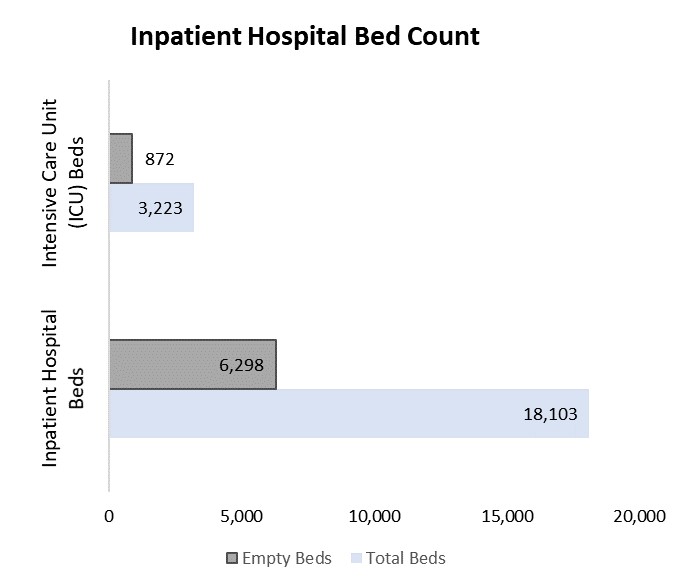 Inpatient Hospital Bed Count
Intensive Care Unit
(ICU) Beds
872
3,223
Inpatient Hospital
Beds
6,298
18,103
0 5,000 10,000 15,000 20,000
Empty Beds Total Beds